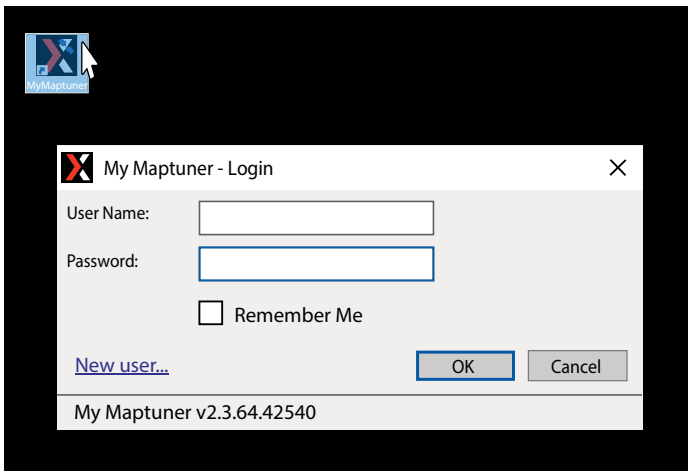 MyMaptuner
My Maptuner - Login
User Name:
Password:
Remember Me
New user...
OK
Cancel
My Maptuner v2.3.64.42540